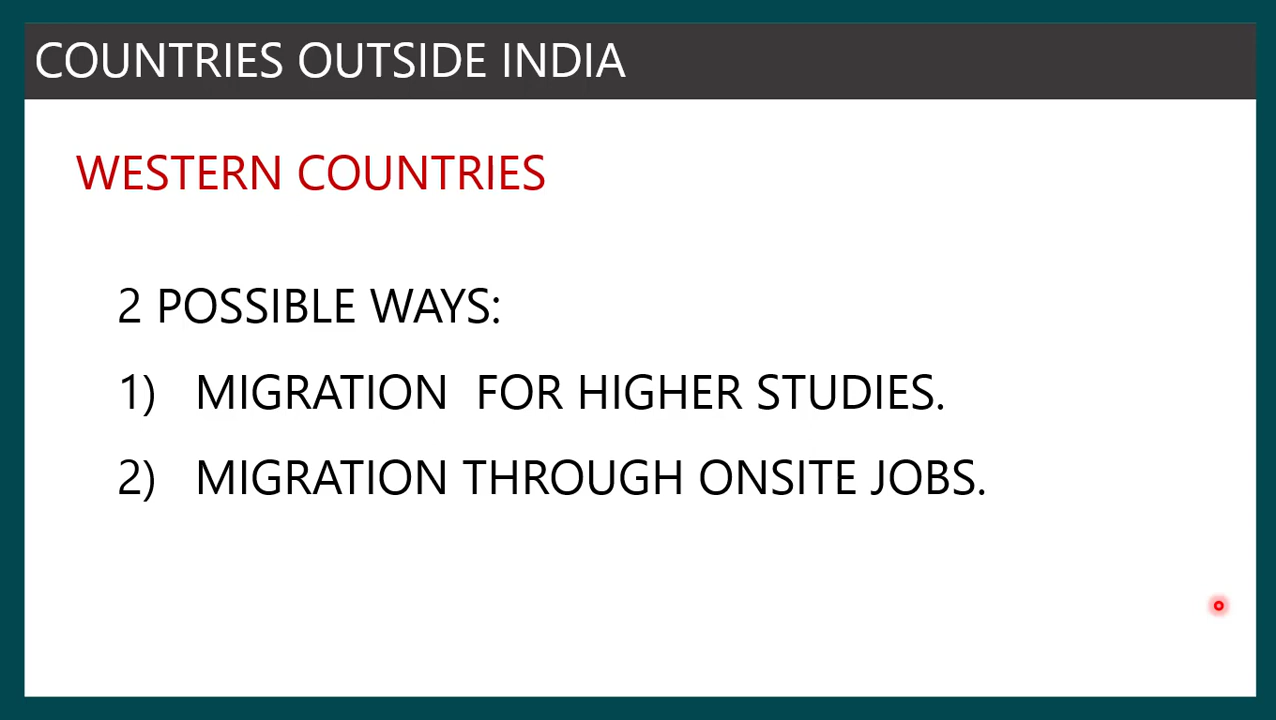 COUNTRIES OUTSIDE INDIA
WESTERN COUNTRIES
2 POSSIBLE WAYS:
1) MIGRATION FOR HIGHER STUDIES.
2) MIGRATION THROUGH ONSITE JOBS.